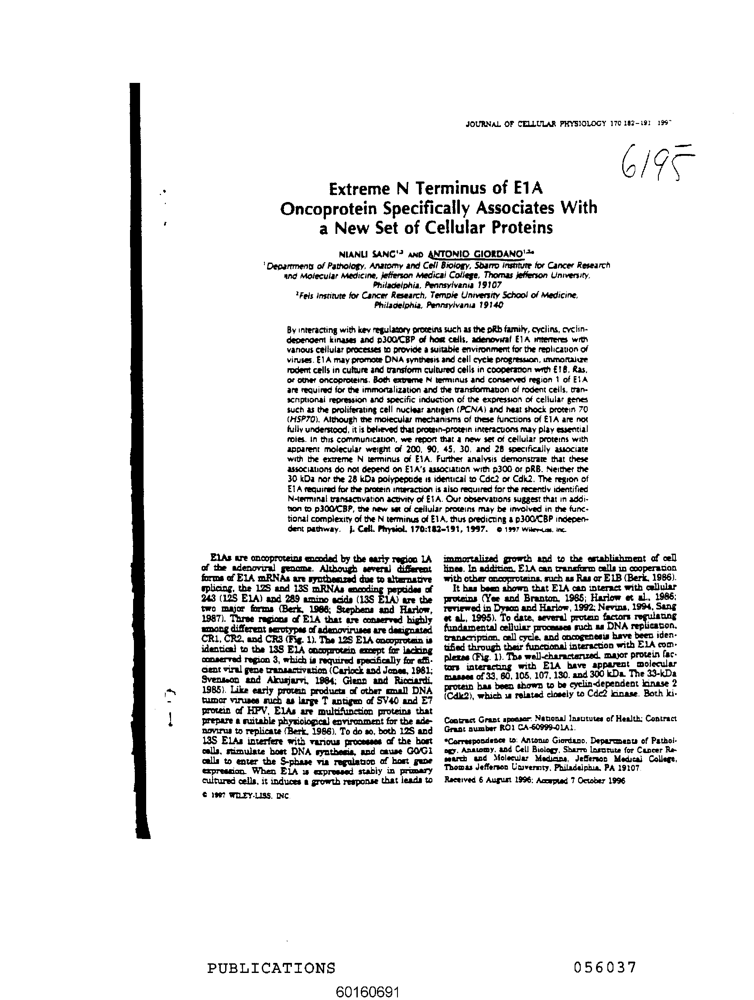 JOURNAL OF CELLULAR PHYSIOLOGY 170:182–191 1997
6195
Extreme N Terminus of E1A
Oncoprotein Specifically Associates With
a New Set of Cellular Proteins
NIANLI SANG1,2 AND ANTONIO GIORDANO1,2*
1Departments of Pathology, Anatomy and Cell Biology, Sbarro Institute for Cancer Research
and Molecular Medicine, Jefferson Medical College, Thomas Jefferson University,
Philadelphia, Pennsylvania 19107
2Fels Institute for Cancer Research, Temple University School of Medicine,
Philadelphia, Pennsylvania 19140
By interacting with key regulatory proteins such as the pRb family, cyclins, cyclin-
dependent kinases and p300/CBP of host cells, adenoviral E1A interferes with
various cellular processes to provide a suitable environment for the replication of
viruses. E1A may promote DNA synthesis and cell cycle progression, immortalize
rodent cells in culture and transform cultured cells in cooperation with E1B, Ras,
or other oncoproteins. Both extreme N terminus and conserved region 1 of E1A
are required for the immortalization and the transformation of rodent cells, tran-
scriptional repression and specific induction of the expression of cellular genes
such as the proliferating cell nuclear antigen (PCNA) and heat shock protein 70
(HSP70). Although the molecular mechanisms of these functions of E1A are not
fully understood, it is believed that protein-protein interactions may play essential
roles. In this communication, we report that a new set of cellular proteins with
apparent molecular weight of 200, 90, 45, 30, and 28 specifically associate
with the extreme N terminus of E1A. Further analysis demonstrate that these
associations do not depend on E1A's association with p300 or pRB. Neither the
30 kDa nor the 28 kDa polypeptide is identical to Cdc2 or Cdk2. The region of
E1A required for the protein interaction is also required for the recently identified
N-terminal transactivation activity of E1A. Our observations suggest that in addi-
tion to p300/CBP, the new set of cellular proteins may be involved in the func-
tional complexity of the N terminus of E1A, thus predicting a p300/CBP indepen-
dent pathway. J. Cell. Physiol. 170:182–191, 1997. © 1997 Wiley-Liss, Inc.
E1As are oncoproteins encoded by the early region 1A
of the adenoviral genome. Although several different
forms of E1A mRNAs are synthesized due to alternative
splicing, the 12S and 13S mRNAs encoding peptides of
243 (12S E1A) and 289 amino acids (13S E1A) are the
two major forms (Berk, 1986; Stephens and Harlow,
1987). Three regions of E1A that are conserved highly
among different serotypes of adenoviruses are designated
CR1, CR2, and CR3 (Fig. 1). The 12S E1A oncoprotein is
identical to the 13S E1A oncoprotein except for lacking
conserved region 3, which is required specifically for effi-
cient viral gene transactivation (Carlock and Jones, 1981;
Svensson and Akusjarvi, 1984; Glenn and Ricciardi,
1985). Like early protein products of other small DNA
tumor viruses such as large T antigen of SV40 and E7
protein of HPV, E1As are multifunction proteins that
prepare a suitable physiological environment for the ade-
novirus to replicate (Berk, 1986). To do so, both 12S and
13S E1As interfere with various processes of the host
cells, stimulate host DNA synthesis, and cause G0/G1
cells to enter the S-phase via regulation of host gene
expression. When E1A is expressed stably in primary
cultured cells, it induces a growth response that leads to
© 1997 WILEY-LISS, INC.
immortalized growth and to the establishment of cell
lines. In addition, E1A can transform cells in cooperation
with other oncoproteins, such as Ras or E1B (Berk, 1986).
It has been shown that E1A can interact with cellular
proteins (Yee and Branton, 1985; Harlow et al., 1986;
reviewed in Dyson and Harlow, 1992; Nevins, 1994, Sang
et al., 1995). To date, several protein factors regulating
fundamental cellular processes such as DNA replication,
transcription, cell cycle, and oncogenesis have been iden-
tified through their functional interaction with E1A com-
plexes (Fig. 1). The well-characterized, major protein fac-
tors interacting with E1A have apparent molecular
masses of 33, 60, 105, 107, 130, and 300 kDa. The 33-kDa
protein has been shown to be cyclin-dependent kinase 2
(Cdk2), which is related closely to Cdc2 kinase. Both ki-
Contract Grant sponsor: National Institutes of Health; Contract
Grant number RO1 CA-60999-01A1.
*Correspondence to: Antonio Giordano, Departments of Pathol-
ogy, Anatomy, and Cell Biology, Sbarro Institute for Cancer Re-
search and Molecular Medicine, Jefferson Medical College,
Thomas Jefferson University, Philadelphia, PA 19107.
Received 6 August 1996; Accepted 7 October 1996
PUBLICATIONS
056037
60160691